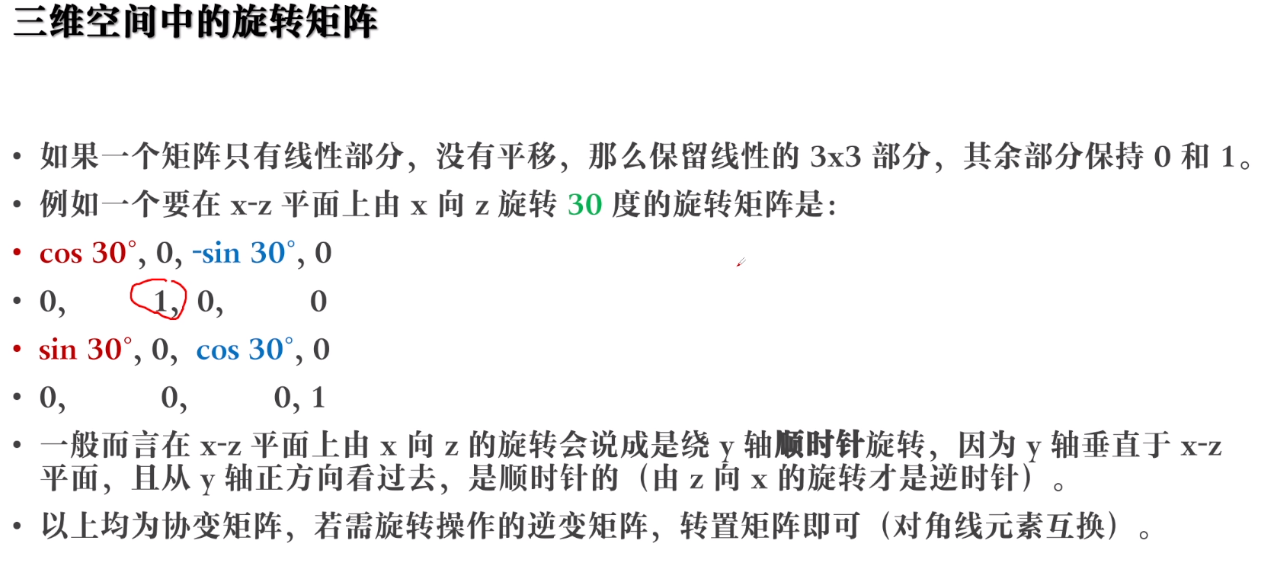 三维空间中的旋转矩阵
• 如果一个矩阵只有线性部分，没有平移，那么保留线性的 3x3 部分，其余部分保持 0 和 1。
• 例如一个要在 x-z 平面上由 x 向 z 旋转 30 度的旋转矩阵是：
• cos 30°, 0, -sin 30°, 0
• 0, 1, 0, 0
• sin 30°, 0, cos 30°, 0
• 0, 0, 0, 1
• 一般而言在 x-z 平面上由 x 向 z 的旋转会说成是绕 y 轴顺时针旋转，因为 y 轴垂直于 x-z
平面，且从 y 轴正方向看过去，是顺时针的（由 z 向 x 的旋转才是逆时针）。
• 以上均为协变矩阵，若需旋转操作的逆变矩阵，转置矩阵即可（对角线元素互换）。